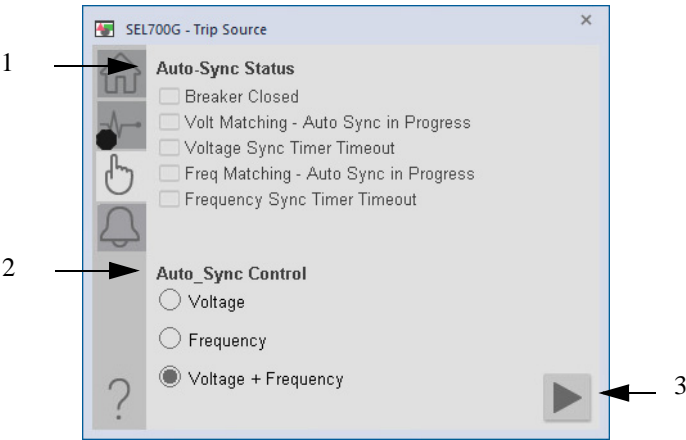 SEL700G - Trip Source
1
Auto-Sync Status
Breaker Closed
Volt Matching - Auto Sync in Progress
Voltage Sync Timer Timeout
Freq Matching - Auto Sync in Progress
Frequency Sync Timer Timeout
2
Auto_Sync Control
Voltage
Frequency
Voltage + Frequency
?
3